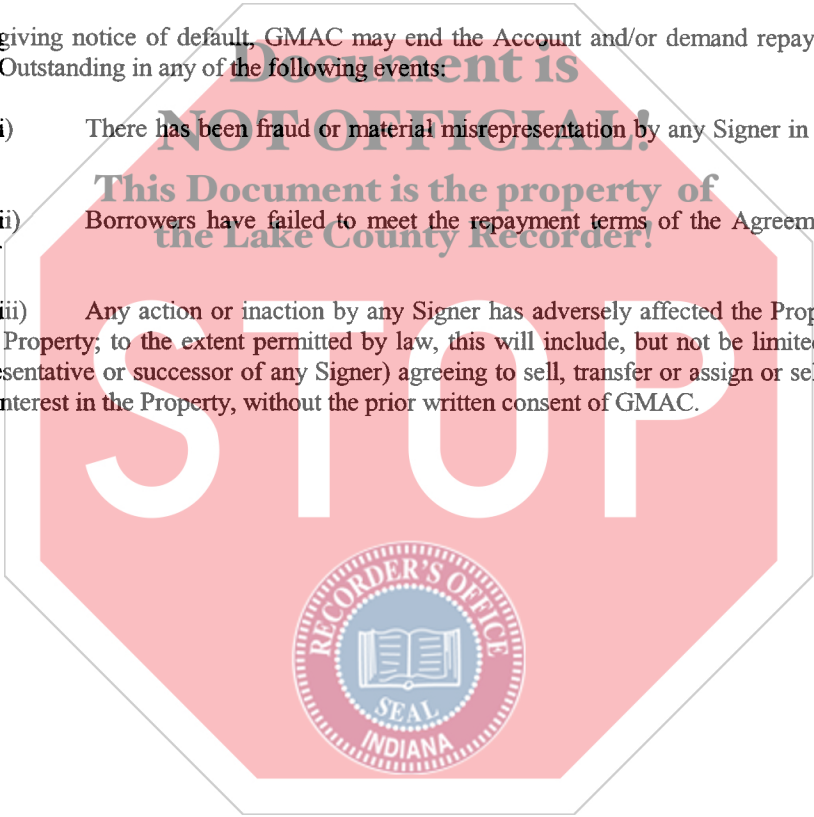 giving notice of default, GMAC may end the Account and/or demand repay
Document is
Outstanding in any of the following events:
NOT OFFICIAL!
i) There has been fraud or material misrepresentation by any Signer in
This Document is the property of
ii) Borrowers have failed to meet the repayment terms of the Agreem
the Lake County Recorder!
iii) Any action or inaction by any Signer has adversely affected the Prop
Property; to the extent permitted by law, this will include, but not be limite
esentative or successor of any Signer) agreeing to sell, transfer or assign or sel
nterest in the Property, without the prior written consent of GMAC.
STOP
RECORDER'S OFFICE
SEAL
INDIANA